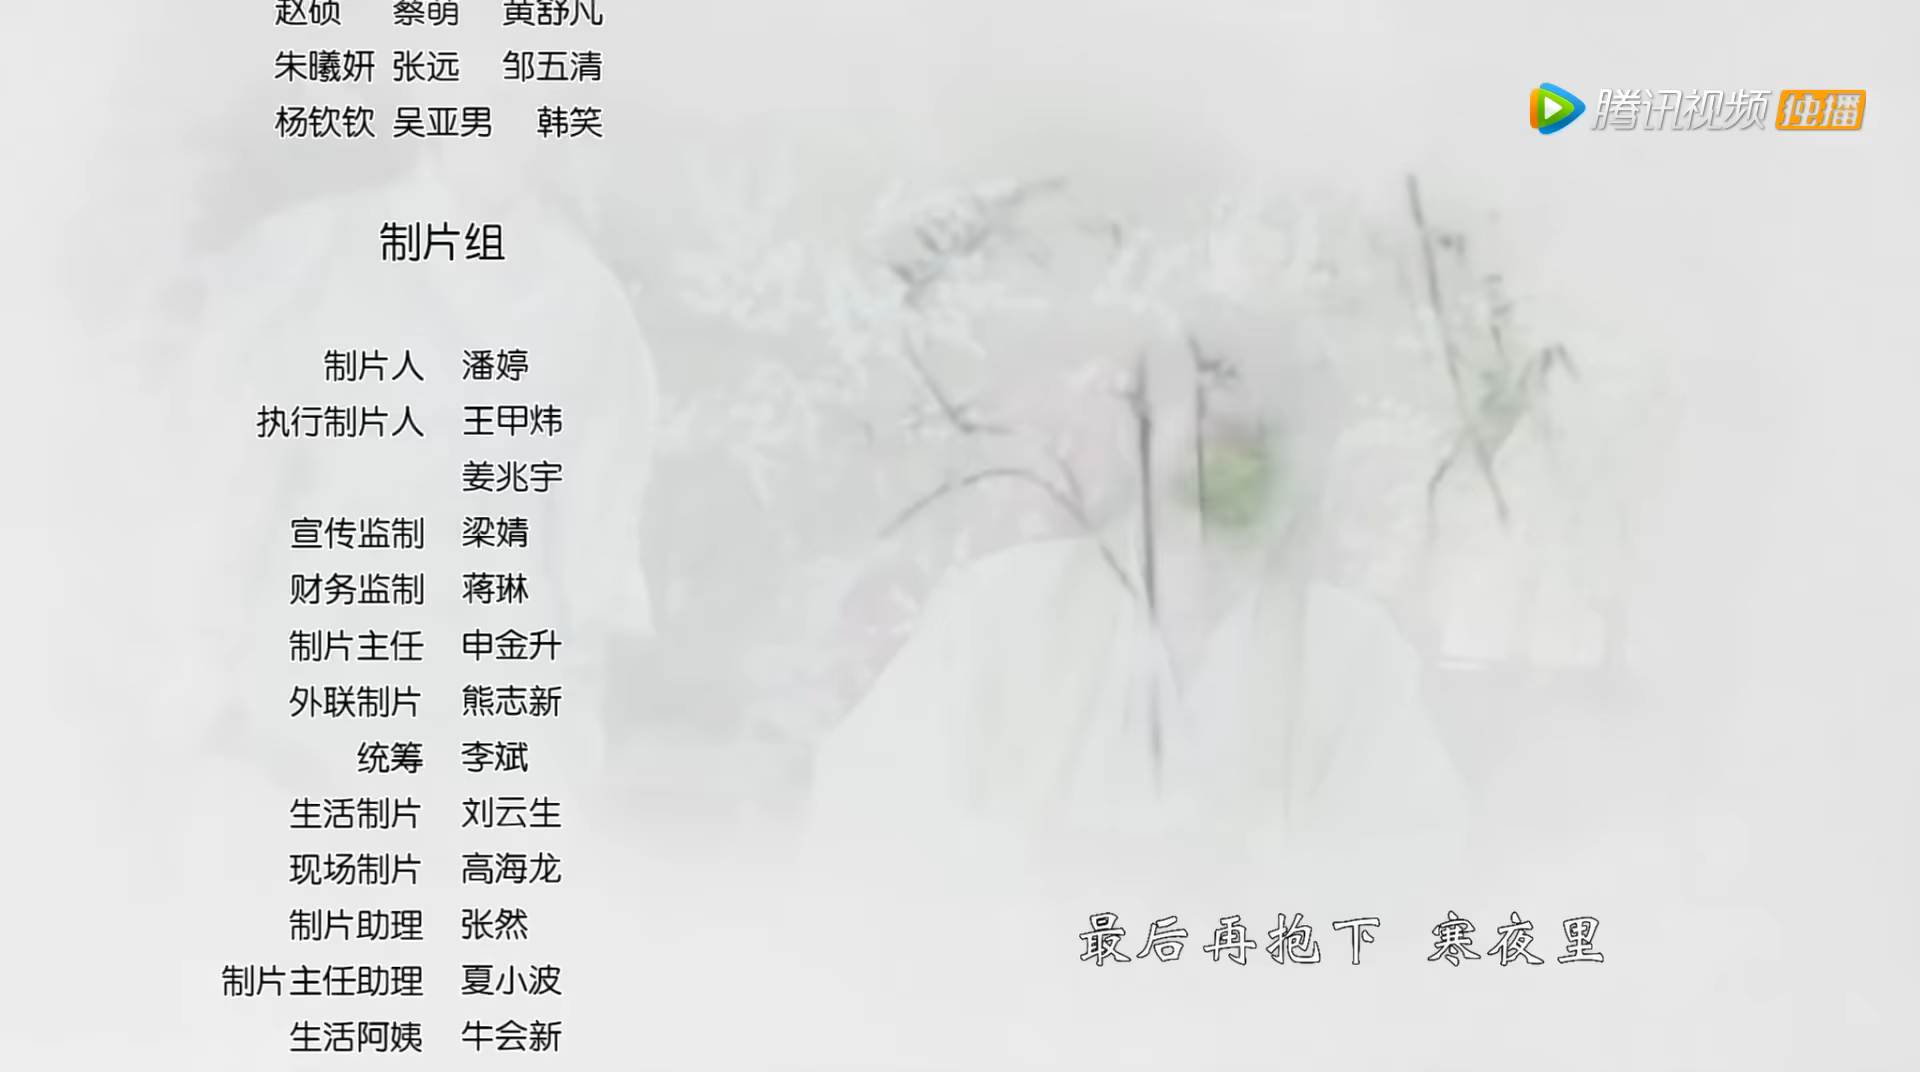 赵硕 蔡萌 黄舒凡
朱曦妍 张远 邹五清
杨钦钦 吴亚男 韩笑
腾讯视频 独播
制片组
制片人 潘婷
执行制片人 王甲炜
姜兆宇
宣传监制 梁婧
财务监制 蒋琳
制片主任 申金升
外联制片 熊志新
统筹 李斌
生活制片 刘云生
现场制片 高海龙
制片助理 张然
制片主任助理 夏小波
生活阿姨 牛会新
最后再抱下 寒夜里